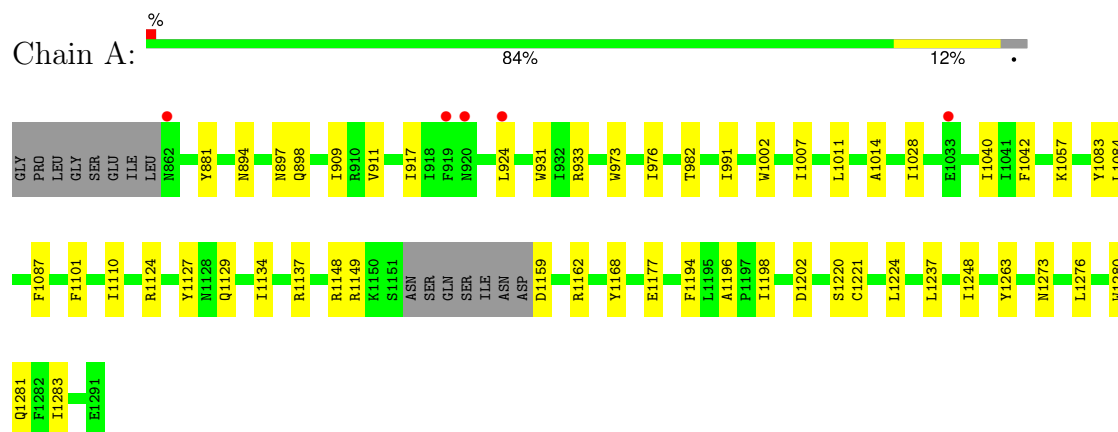 %
Chain A:
84% 12% •
GLY PRO LEU GLY SER GLU ILE LEU N862 Y881 N894 N897 Q898 I909 R910 V911 I917 I918 F919 N920 L924 W931 I932 R933 W973 I976 T982 I991 W1002 I1007 L1011 A1014 I1028 E1033 I1040 I1041 F1042 K1057 Y1083 L1084
F1087 F1101 I1110 R1124 Y1127 N1128 Q1129 I1134 R1137 R1148 R1149 K1150 S1151 ASN SER GLN SER ILE ASN ASP D1159 R1162 Y1168 E1177 F1194 L1195 A1196 P1197 I1198 D1202 S1220 C1221 L1224 L1237 I1248 Y1263 N1273 L1276 W1280
Q1281 F1282 I1283 E1291